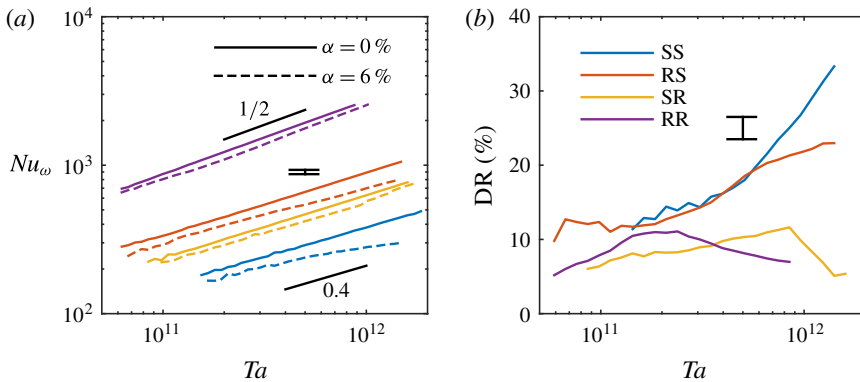 (a)
10^4
10^3
10^2
Nu_ω
α = 0 %
α = 6 %
1/2
0.4
10^11
10^12
Ta
(b)
40
30
20
10
0
DR (%)
SS
RS
SR
RR
10^11
10^12
Ta